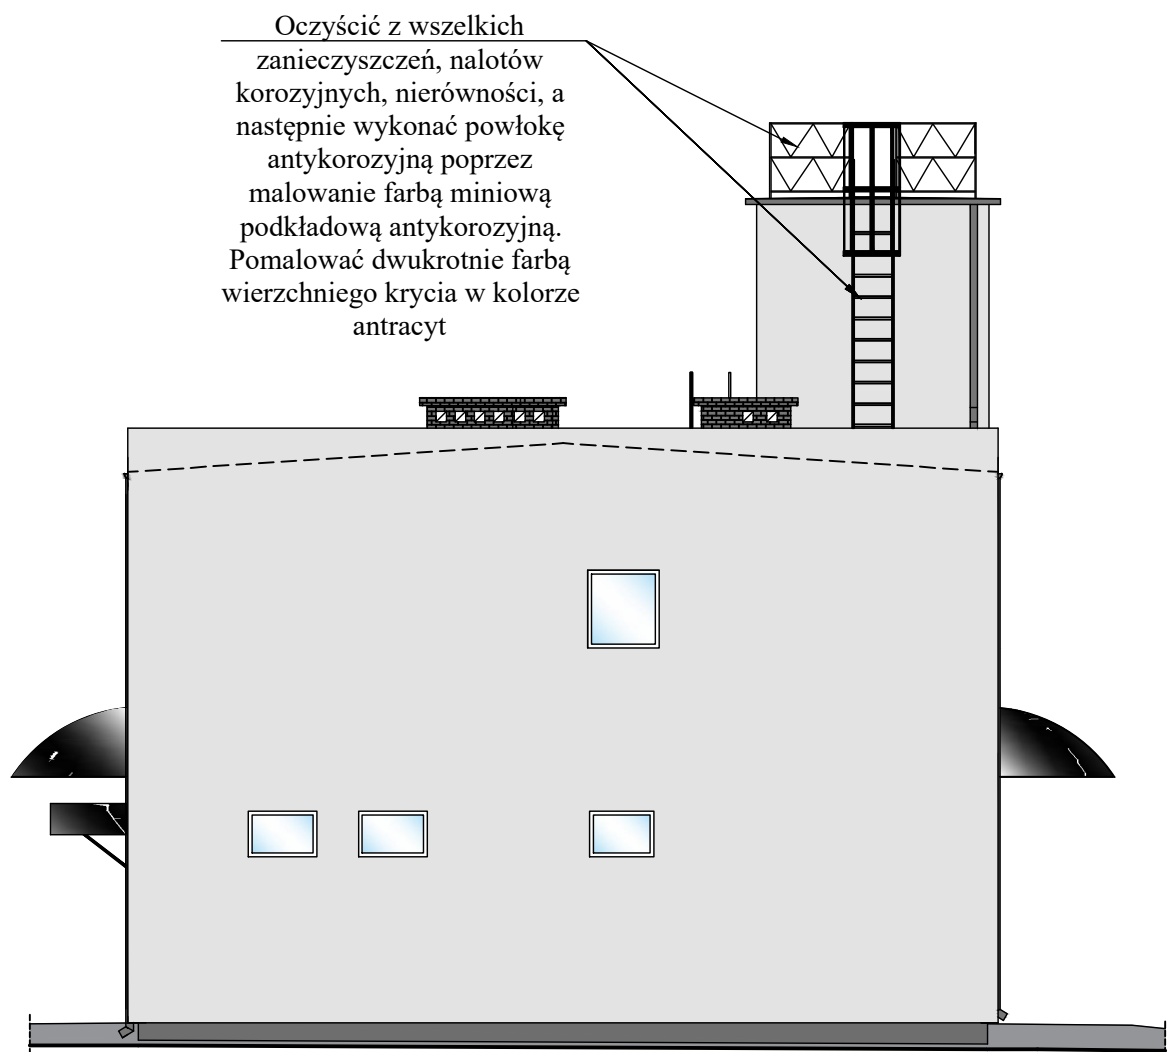 Oczyścić z wszelkich
zanieczyszczeń, nalotów
korozyjnych, nierówności, a
następnie wykonać powłokę
antykorozyjną poprzez
malowanie farbą miniową
podkładową antykorozyjną.
Pomalować dwukrotnie farbą
wierzchniego krycia w kolorze
antracyt